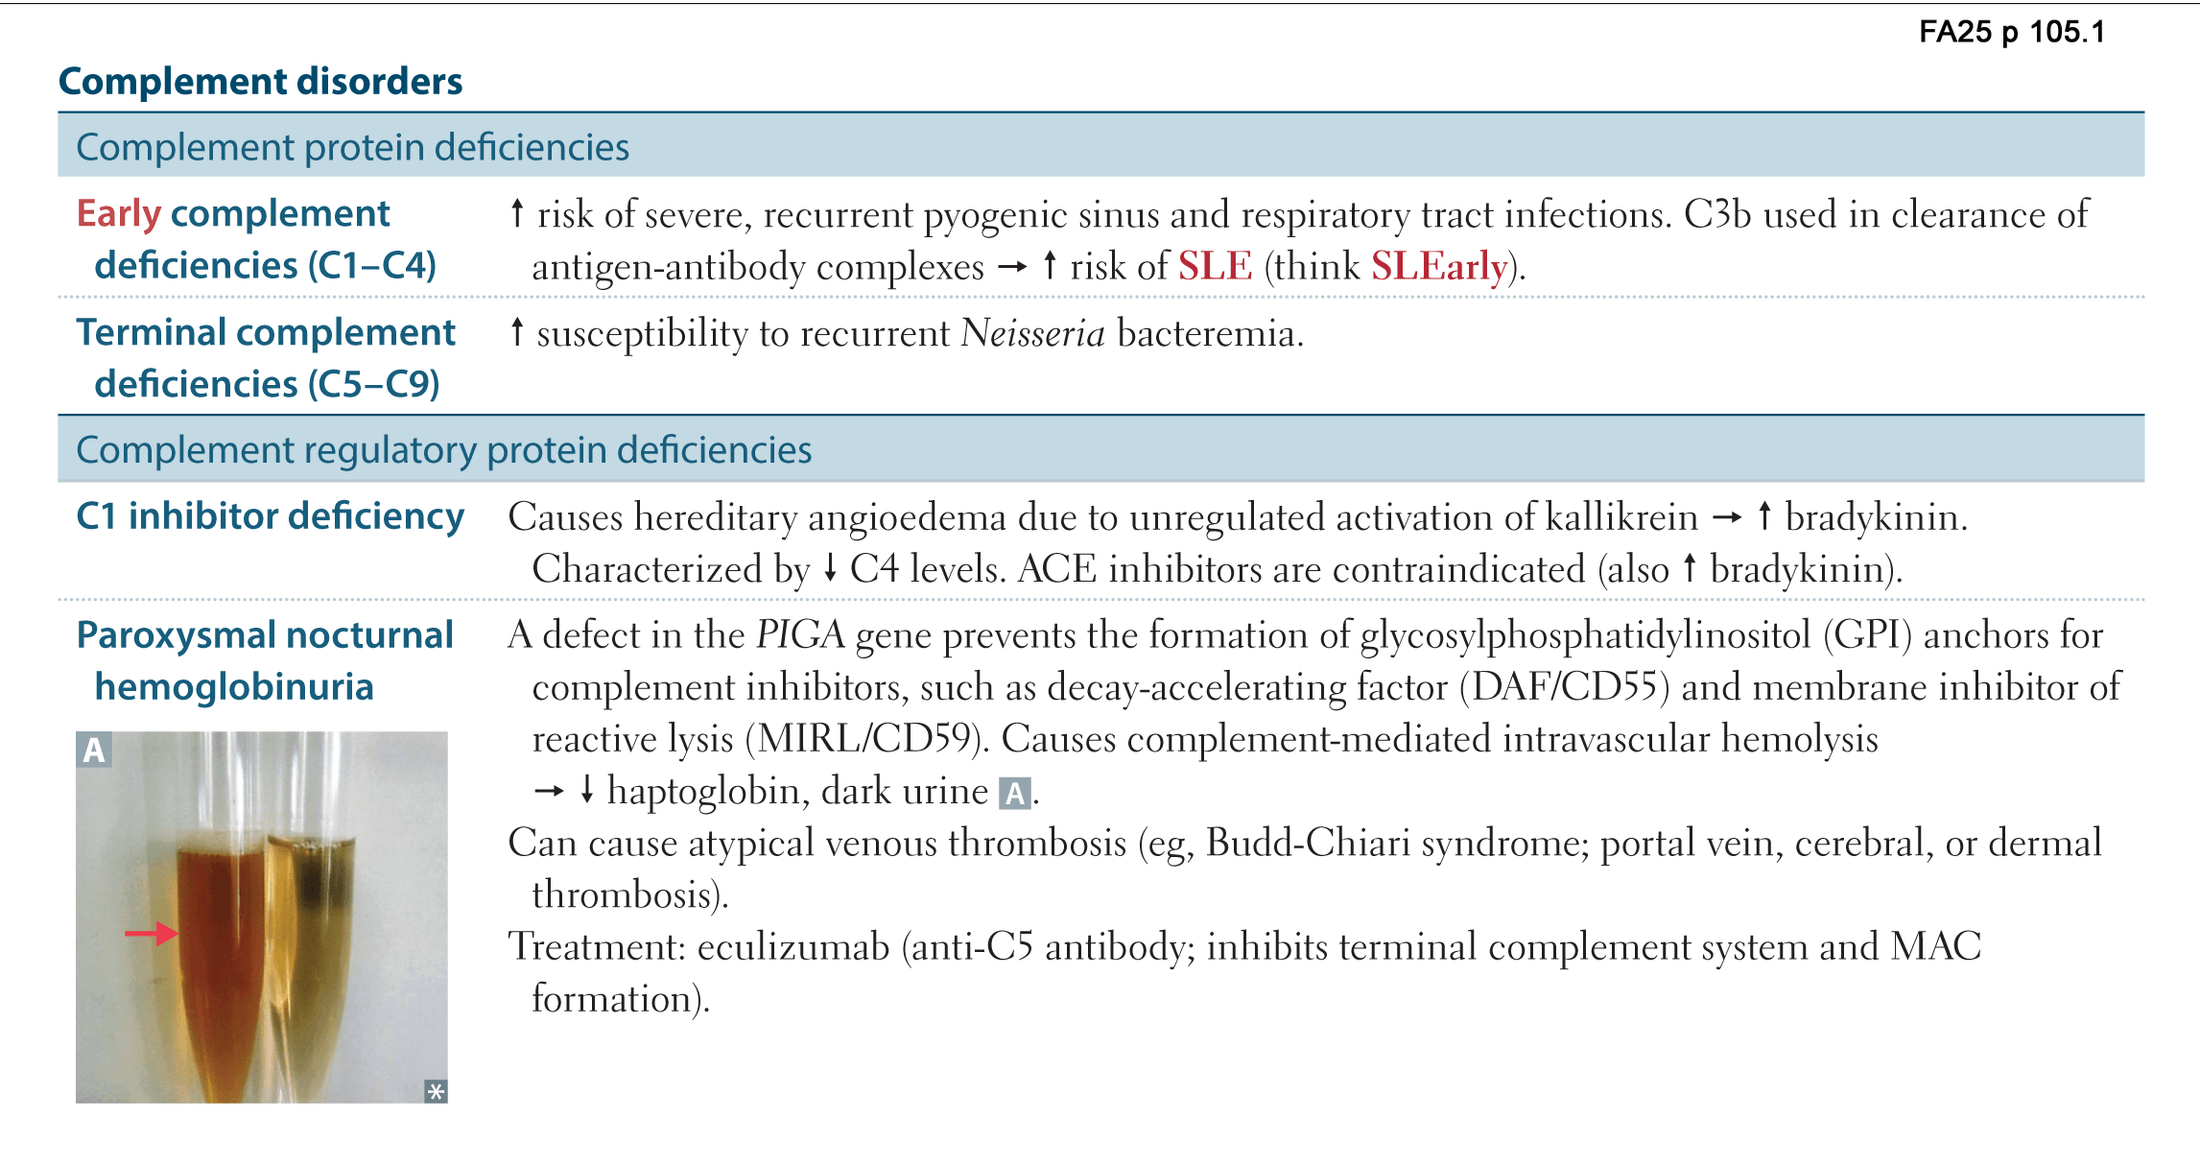 FA25 p 105.1
Complement disorders
Complement protein deficiencies
Early complement
deficiencies (C1–C4)
↑ risk of severe, recurrent pyogenic sinus and respiratory tract infections. C3b used in clearance of
antigen-antibody complexes → ↑ risk of SLE (think SLEarly).
Terminal complement
deficiencies (C5–C9)
↑ susceptibility to recurrent Neisseria bacteremia.
Complement regulatory protein deficiencies
C1 inhibitor deficiency
Causes hereditary angioedema due to unregulated activation of kallikrein → ↑ bradykinin.
Characterized by ↓ C4 levels. ACE inhibitors are contraindicated (also ↑ bradykinin).
Paroxysmal nocturnal
hemoglobinuria
A
*
A defect in the PIGA gene prevents the formation of glycosylphosphatidylinositol (GPI) anchors for
complement inhibitors, such as decay-accelerating factor (DAF/CD55) and membrane inhibitor of
reactive lysis (MIRL/CD59). Causes complement-mediated intravascular hemolysis
→ ↓ haptoglobin, dark urine A.
Can cause atypical venous thrombosis (eg, Budd-Chiari syndrome; portal vein, cerebral, or dermal
thrombosis).
Treatment: eculizumab (anti-C5 antibody; inhibits terminal complement system and MAC
formation).